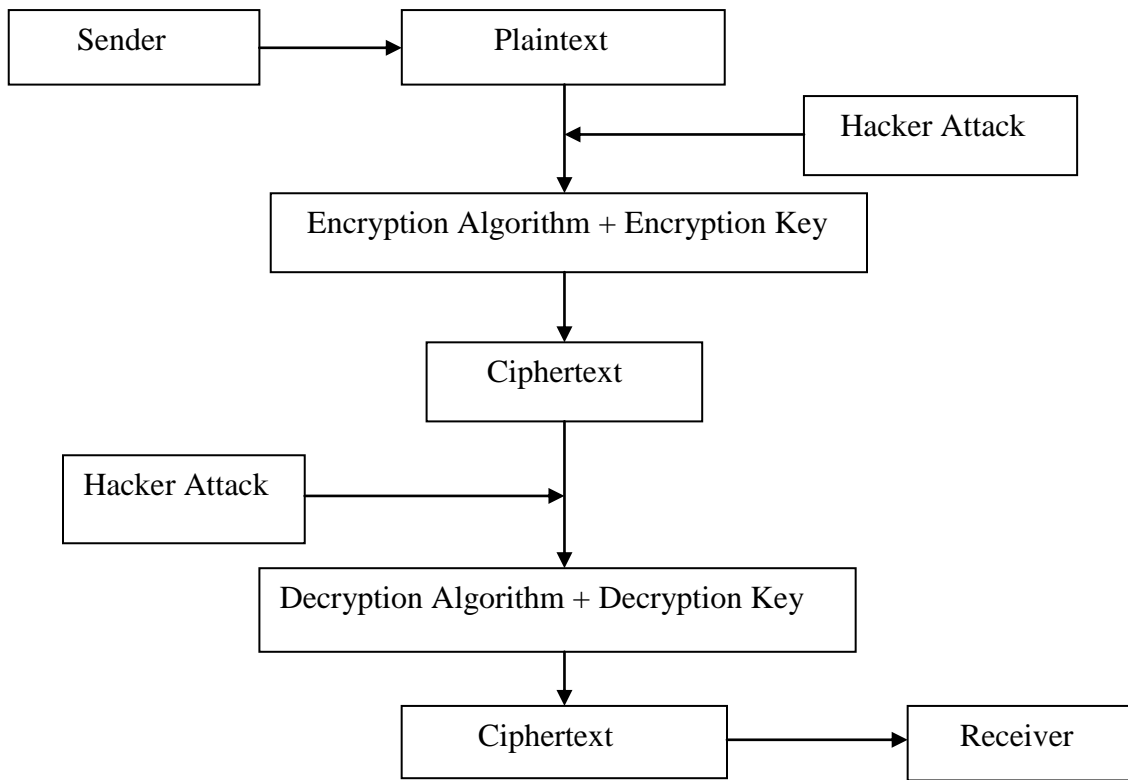 Sender
Plaintext
Hacker Attack
Encryption Algorithm + Encryption Key
Ciphertext
Hacker Attack
Decryption Algorithm + Decryption Key
Ciphertext
Receiver